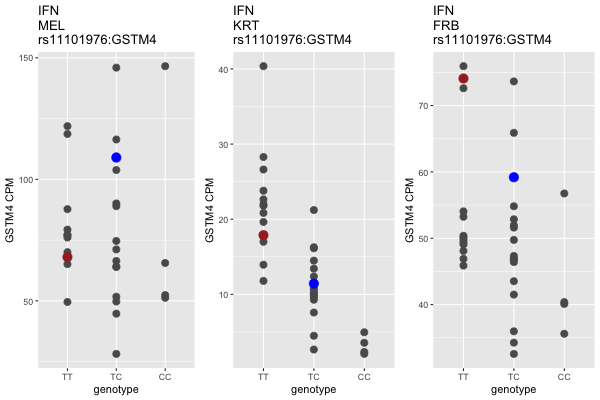 IFN
MEL
rs11101976:GSTM4
150
100
50
GSTM4 CPM
TT TC CC
genotype
IFN
KRT
rs11101976:GSTM4
40
30
20
10
GSTM4 CPM
TT TC CC
genotype
IFN
FRB
rs11101976:GSTM4
70
60
50
40
GSTM4 CPM
TT TC CC
genotype